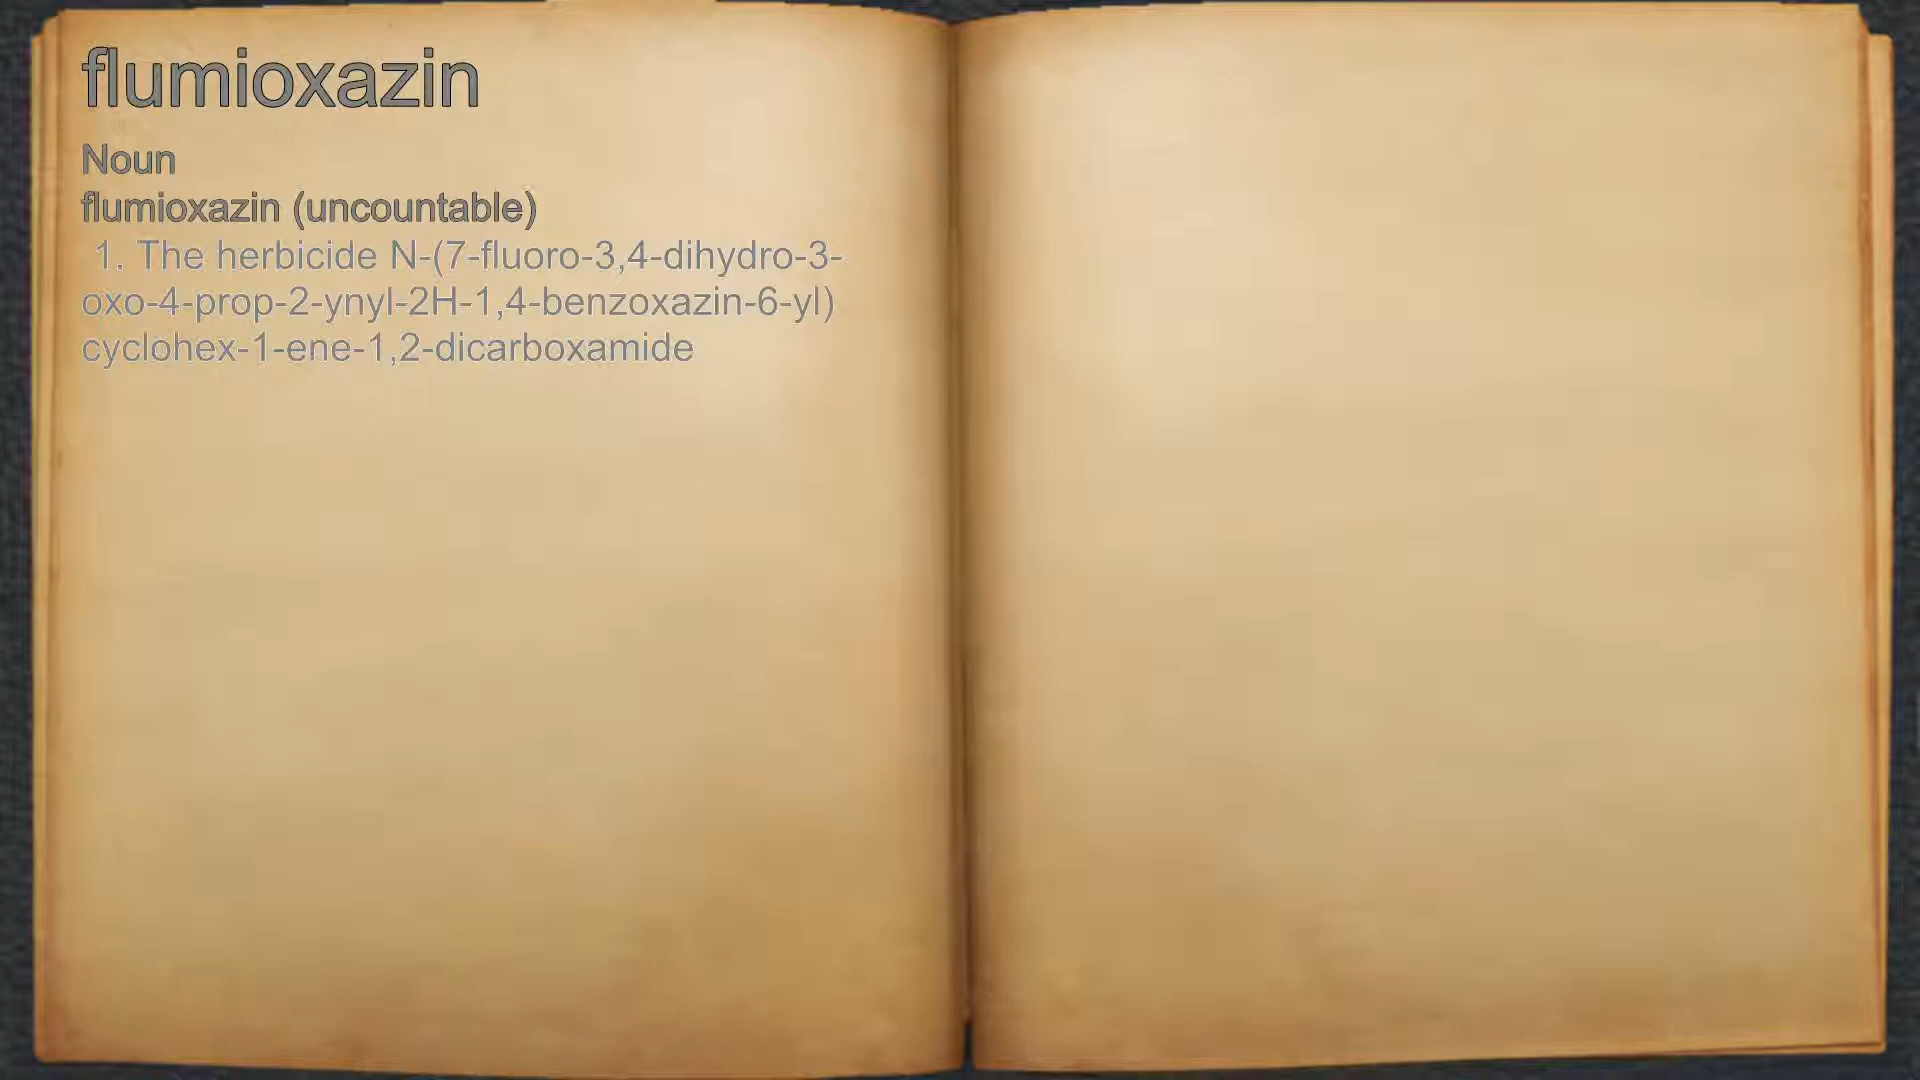 flumioxazin
Noun
flumioxazin (uncountable)
1. The herbicide N-(7-fluoro-3,4-dihydro-3-
oxo-4-prop-2-ynyl-2H-1,4-benzoxazin-6-yl)
cyclohex-1-ene-1,2-dicarboxamide